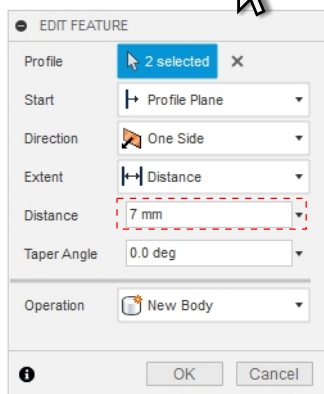 EDIT FEATURE
Profile 2 selected
Start Profile Plane
Direction One Side
Extent Distance
Distance 7 mm
Taper Angle 0.0 deg
Operation New Body
OK Cancel